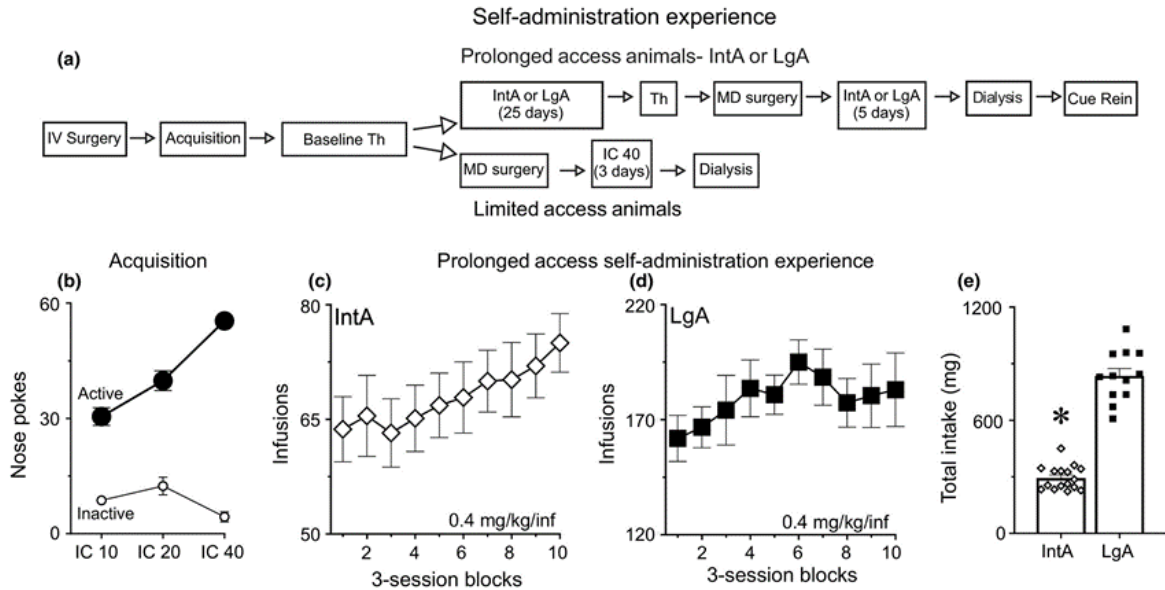 Self-administration experience
(a)
Prolonged access animals- IntA or LgA
IV Surgery
Acquisition
Baseline Th
IntA or LgA
(25 days)
Th
MD surgery
IntA or LgA
(5 days)
Dialysis
Cue Rein
MD surgery
IC 40
(3 days)
Dialysis
Limited access animals
Acquisition
Prolonged access self-administration experience
(b)
Nose pokes
60
30
0
Active
Inactive
IC 10
IC 20
IC 40
(c)
IntA
Infusions
80
65
50
0.4 mg/kg/inf
2
4
6
8
10
3-session blocks
(d)
LgA
Infusions
220
170
120
0.4 mg/kg/inf
2
4
6
8
10
3-session blocks
(e)
Total intake (mg)
1200
900
600
300
0
*
IntA
LgA